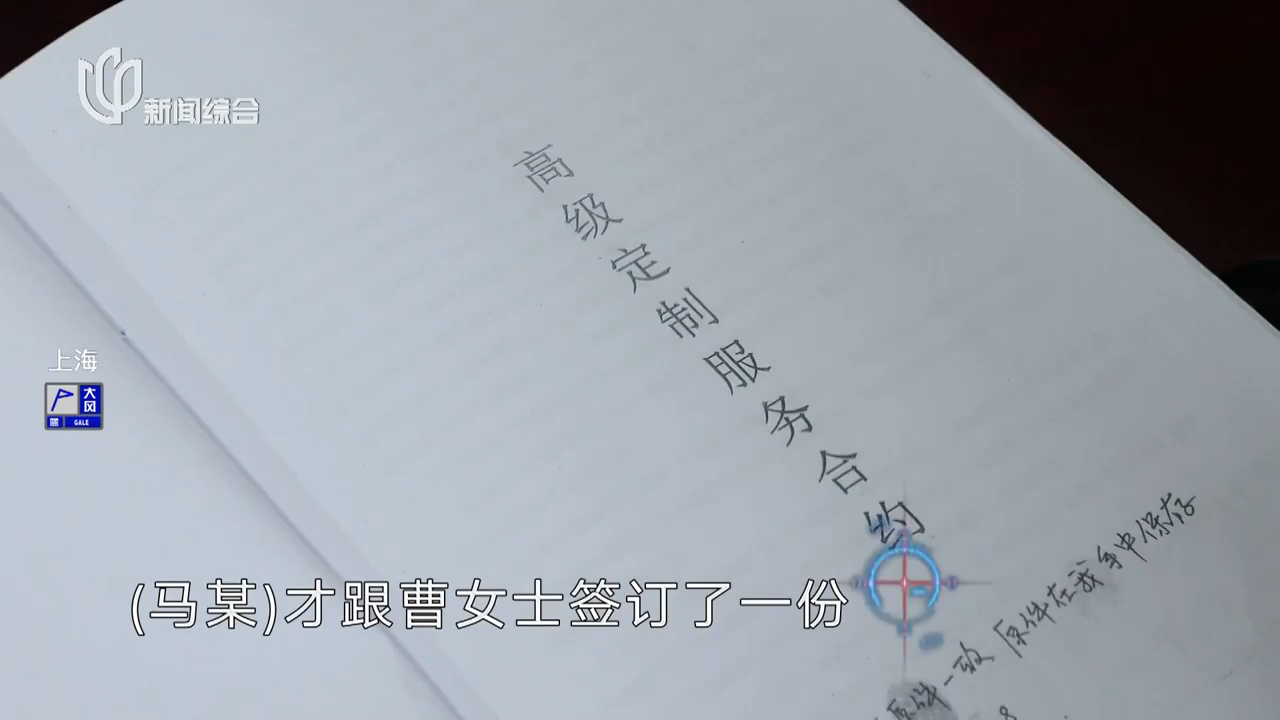 新闻综合
高级定制服务合约
上海
大风
GALE
(马某)才跟曹女士签订了一份
原件一致 原件在我手中保存